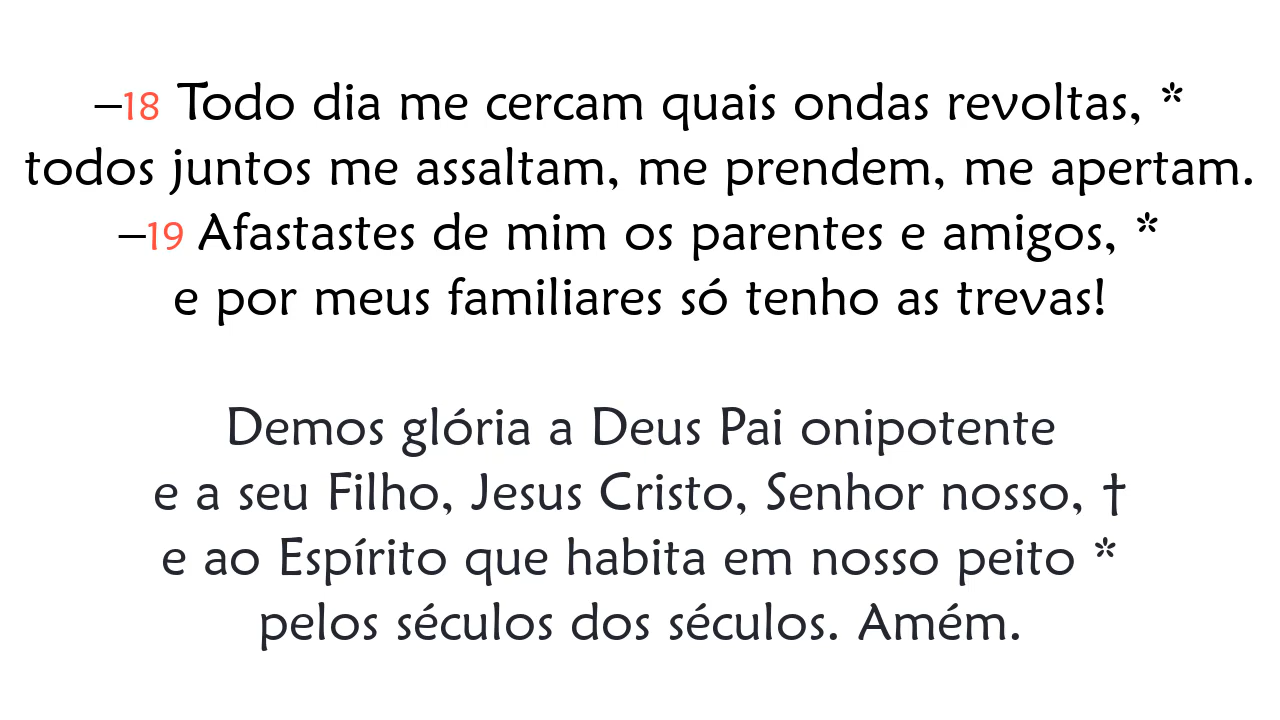 –18 Todo dia me cercam quais ondas revoltas, *
todos juntos me assaltam, me prendem, me apertam.
–19 Afastastes de mim os parentes e amigos, *
e por meus familiares só tenho as trevas!
Demos glória a Deus Pai onipotente
e a seu Filho, Jesus Cristo, Senhor nosso, †
e ao Espírito que habita em nosso peito *
pelos séculos dos séculos. Amém.